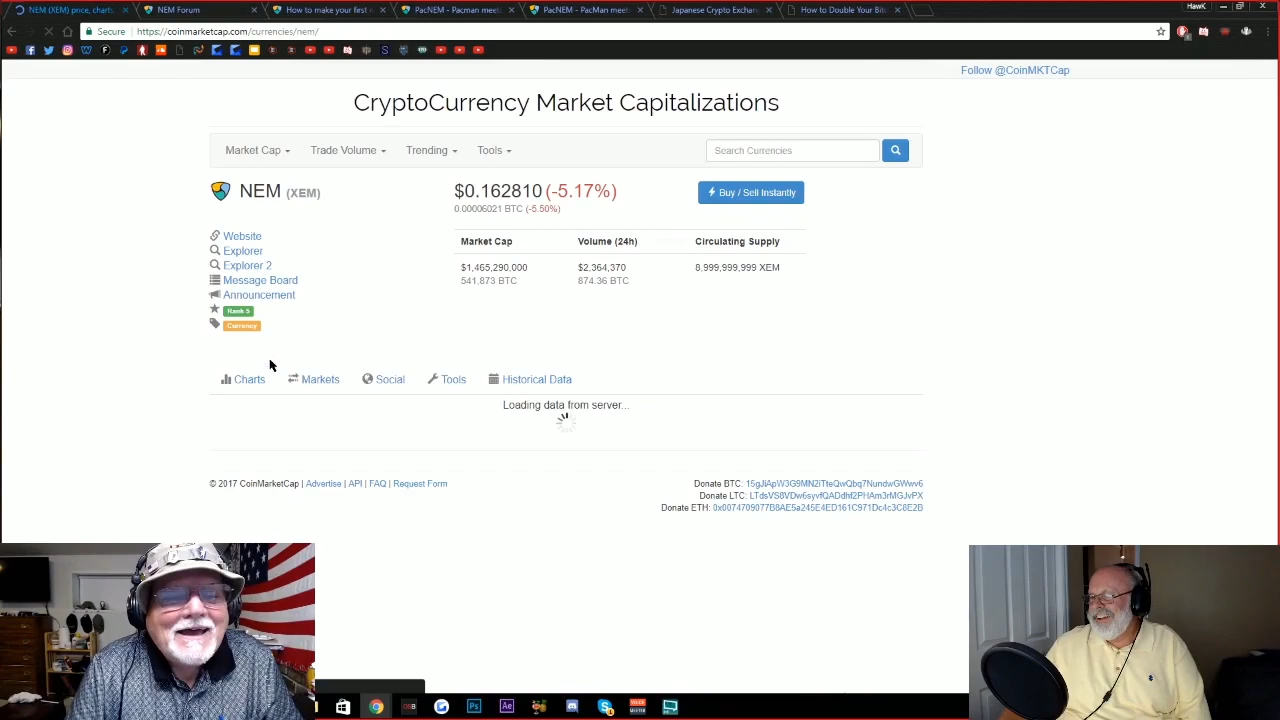 NEM (XEM) price, charts,
NEM Forum
How to make your first n
PacNEM - Pacman meet
PacNEM - PacMan meet
Japanese Crypto Exchan
How to Double Your Bitc
HawK
Secure
https://coinmarketcap.com/currencies/nem/
Follow @CoinMKTCap
CryptoCurrency Market Capitalizations
Market Cap Trade Volume Trending Tools
Search Currencies
NEM (XEM)
$0.162810 (-5.17%)
0.00006021 BTC (-5.50%)
Buy / Sell Instantly
Website
Explorer
Explorer 2
Message Board
Announcement
Rank 5
Currency
Market Cap Volume (24h) Circulating Supply
$1,465,290,000 $2,364,370 8,999,999,999 XEM
541,873 BTC 874.36 BTC
Charts Markets Social Tools Historical Data
Loading data from server...
© 2017 CoinMarketCap | Advertise | API | FAQ | Request Form
Donate BTC: 15gJiApW3G9MN2iTteQwQbq7NundwGWwv6
Donate LTC: LTdsVS8VDw6syvfQADdhf2PHAm3rMGJvPX
Donate ETH: 0x0074709077B8AE5a245E4ED161C971Dc4c3C8E2B